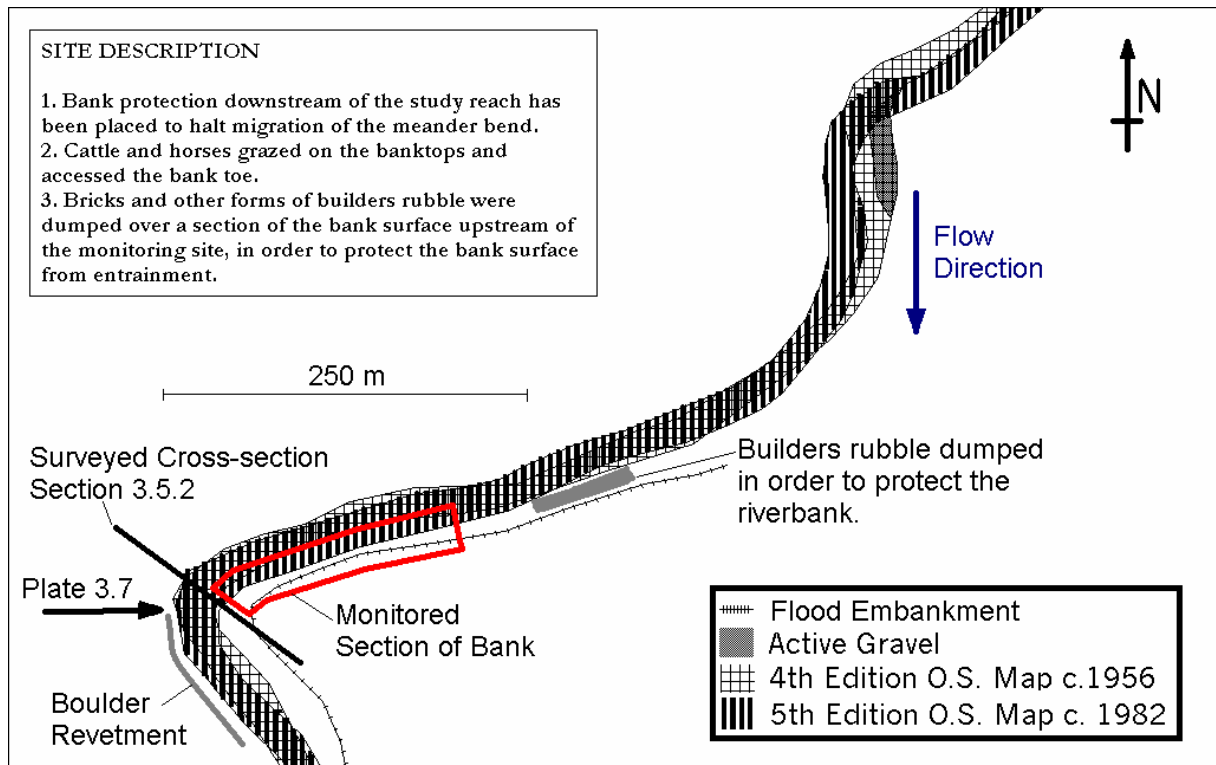 SITE DESCRIPTION
1. Bank protection downstream of the study reach has
been placed to halt migration of the meander bend.
2. Cattle and horses grazed on the banktops and
accessed the bank toe.
3. Bricks and other forms of builders rubble were
dumped over a section of the bank surface upstream of
the monitoring site, in order to protect the bank surface
from entrainment.
N
Flow
Direction
250 m
Surveyed Cross-section
Section 3.5.2
Builders rubble dumped
in order to protect the
riverbank.
Plate 3.7
Monitored
Section of Bank
Boulder
Revetment
Flood Embankment
Active Gravel
4th Edition O.S. Map c.1956
5th Edition O.S. Map c. 1982